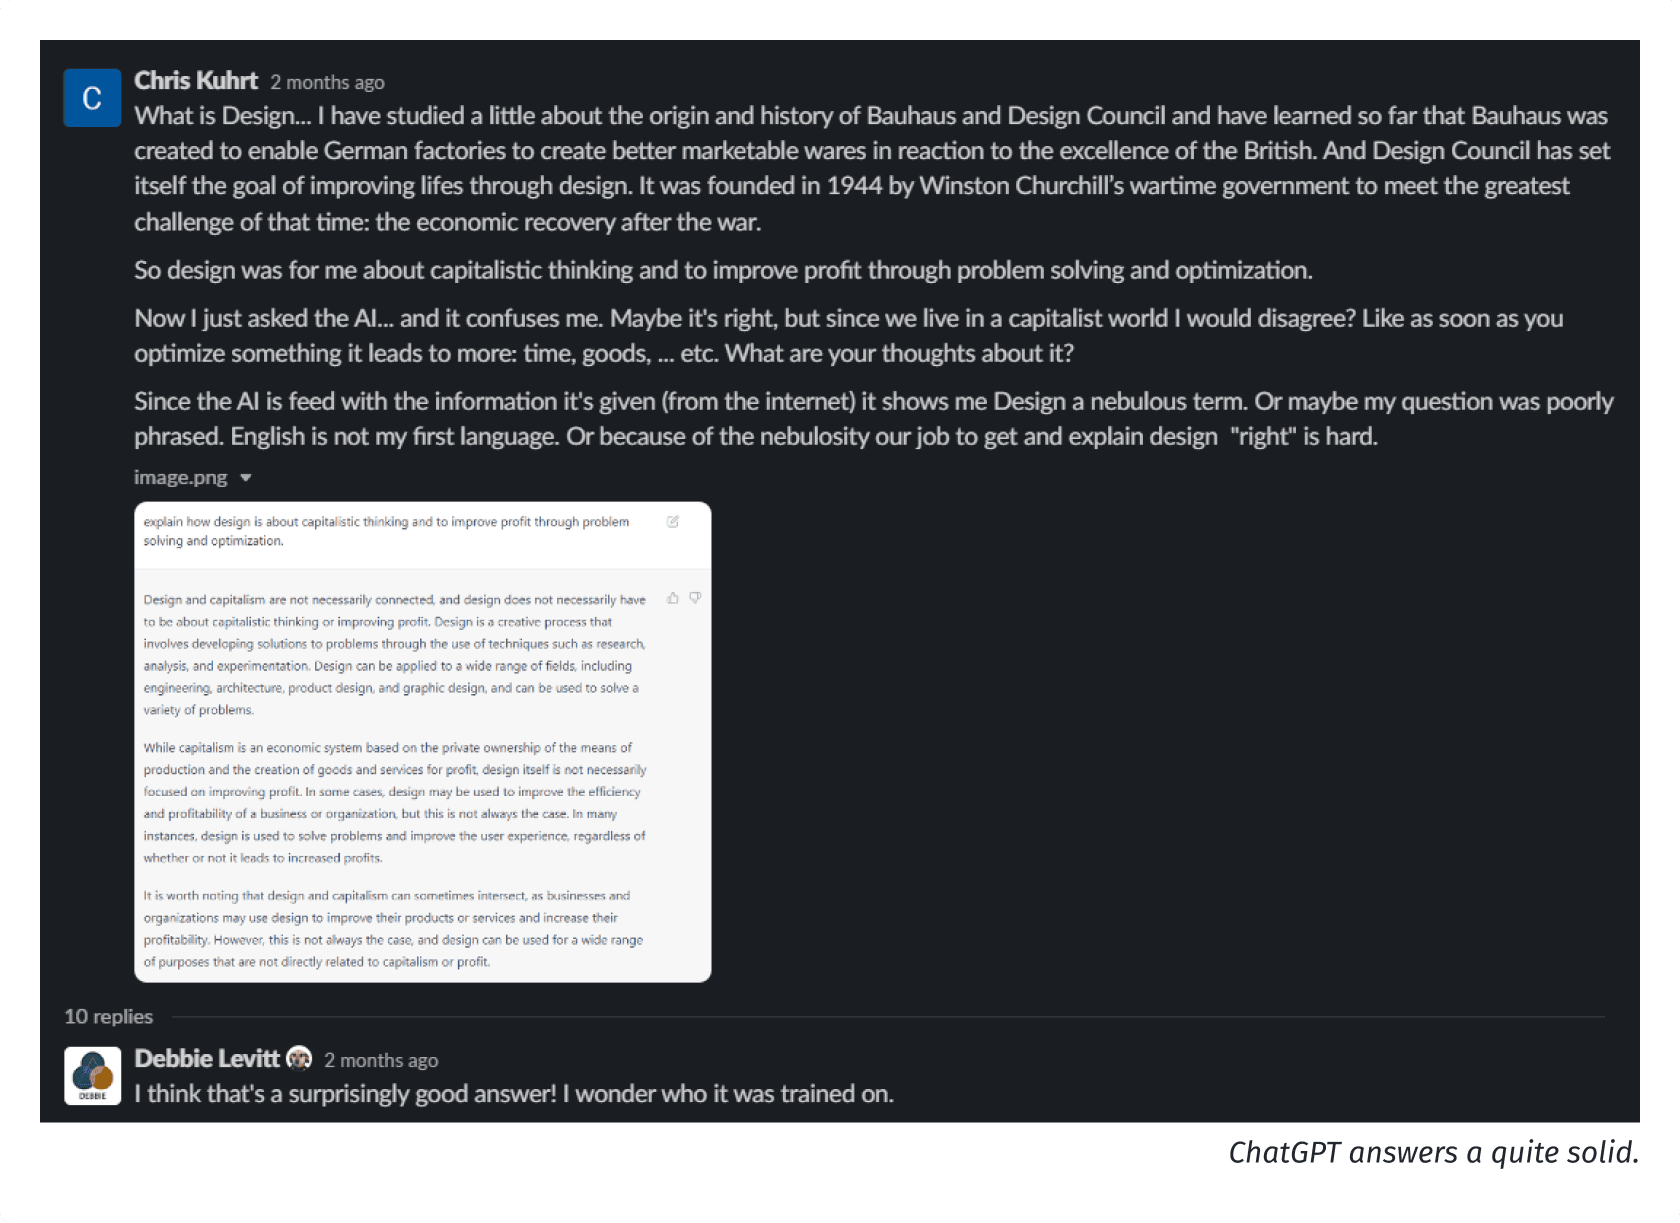 C
Chris Kuhrt 2 months ago
What is Design... I have studied a little about the origin and history of Bauhaus and Design Council and have learned so far that Bauhaus was
created to enable German factories to create better marketable wares in reaction to the excellence of the British. And Design Council has set
itself the goal of improving lifes through design. It was founded in 1944 by Winston Churchill's wartime government to meet the greatest
challenge of that time: the economic recovery after the war.
So design was for me about capitalistic thinking and to improve profit through problem solving and optimization.
Now I just asked the AI... and it confuses me. Maybe it's right, but since we live in a capitalist world I would disagree? Like as soon as you
optimize something it leads to more: time, goods, ... etc. What are your thoughts about it?
Since the AI is feed with the information it's given (from the internet) it shows me Design a nebulous term. Or maybe my question was poorly
phrased. English is not my first language. Or because of the nebulosity our job to get and explain design "right" is hard.
image.png
explain how design is about capitalistic thinking and to improve profit through problem
solving and optimization.
Design and capitalism are not necessarily connected, and design does not necessarily have
to be about capitalistic thinking or improving profit. Design is a creative process that
involves developing solutions to problems through the use of techniques such as research,
analysis, and experimentation. Design can be applied to a wide range of fields, including
engineering, architecture, product design, and graphic design, and can be used to solve a
variety of problems.
While capitalism is an economic system based on the private ownership of the means of
production and the creation of goods and services for profit, design itself is not necessarily
focused on improving profit. In some cases, design may be used to improve the efficiency
and profitability of a business or organization, but this is not always the case. In many
instances, design is used to solve problems and improve the user experience, regardless of
whether or not it leads to increased profits.
It is worth noting that design and capitalism can sometimes intersect, as businesses and
organizations may use design to improve their products or services and increase their
profitability. However, this is not always the case, and design can be used for a wide range
of purposes that are not directly related to capitalism or profit.
10 replies
DEBBIE
Debbie Levitt 2 months ago
I think that's a surprisingly good answer! I wonder who it was trained on.
ChatGPT answers a quite solid.